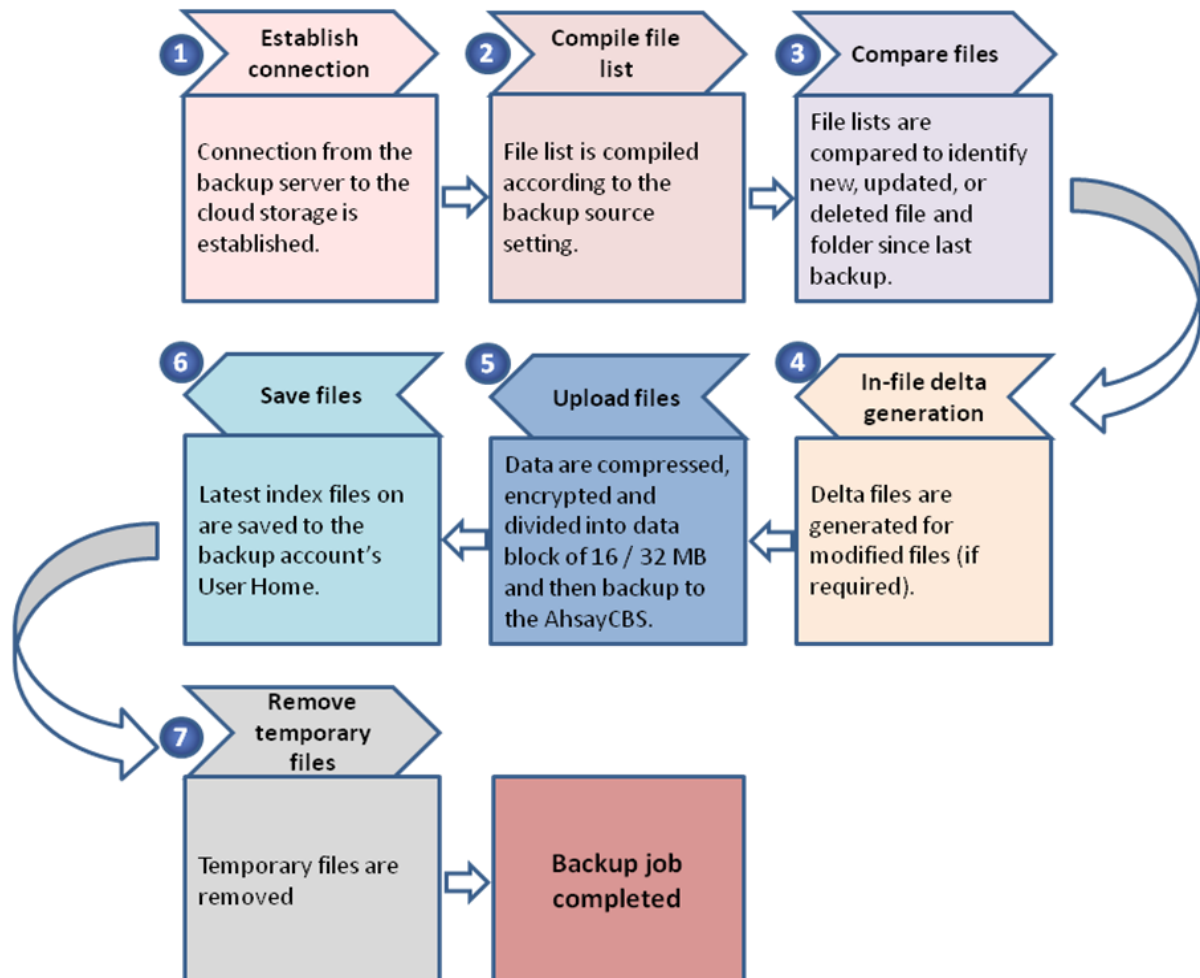 1
Establish
connection
Connection from the
backup server to the
cloud storage is
established.
2
Compile file
list
File list is compiled
according to the
backup source
setting.
3
Compare files
File lists are
compared to identify
new, updated, or
deleted file and
folder since last
backup.
4
In-file delta
generation
Delta files are
generated for
modified files (if
required).
5
Upload files
Data are compressed,
encrypted and
divided into data
block of 16 / 32 MB
and then backup to
the AhsayCBS.
6
Save files
Latest index files on
are saved to the
backup account’s
User Home.
7
Remove
temporary
files
Temporary files are
removed
Backup job
completed